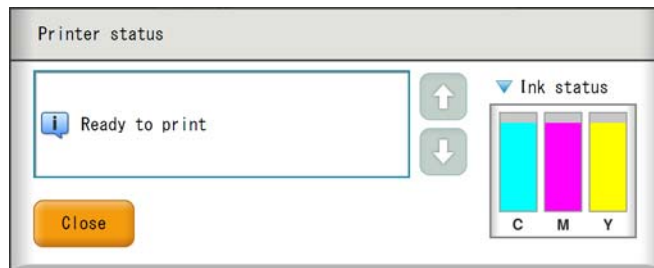 Printer status
Ready to print
Ink status
Close
C M Y